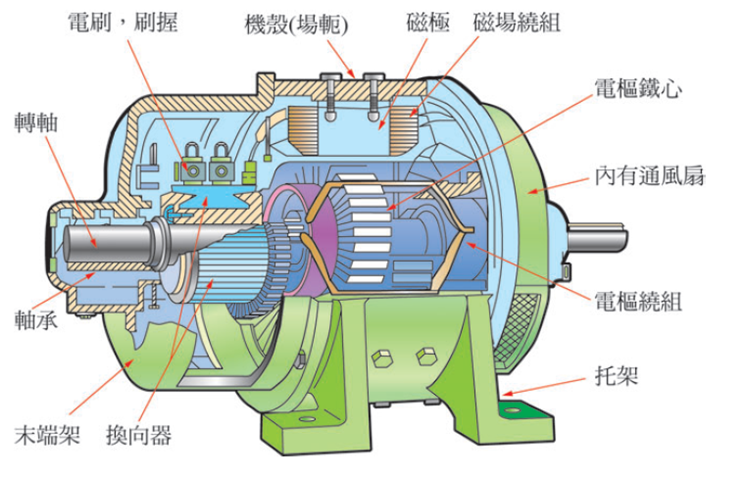 電刷，刷握
機殼(場軛)
磁極
磁場繞組
電樞鐵心
轉軸
內有通風扇
軸承
電樞繞組
托架
末端架
換向器